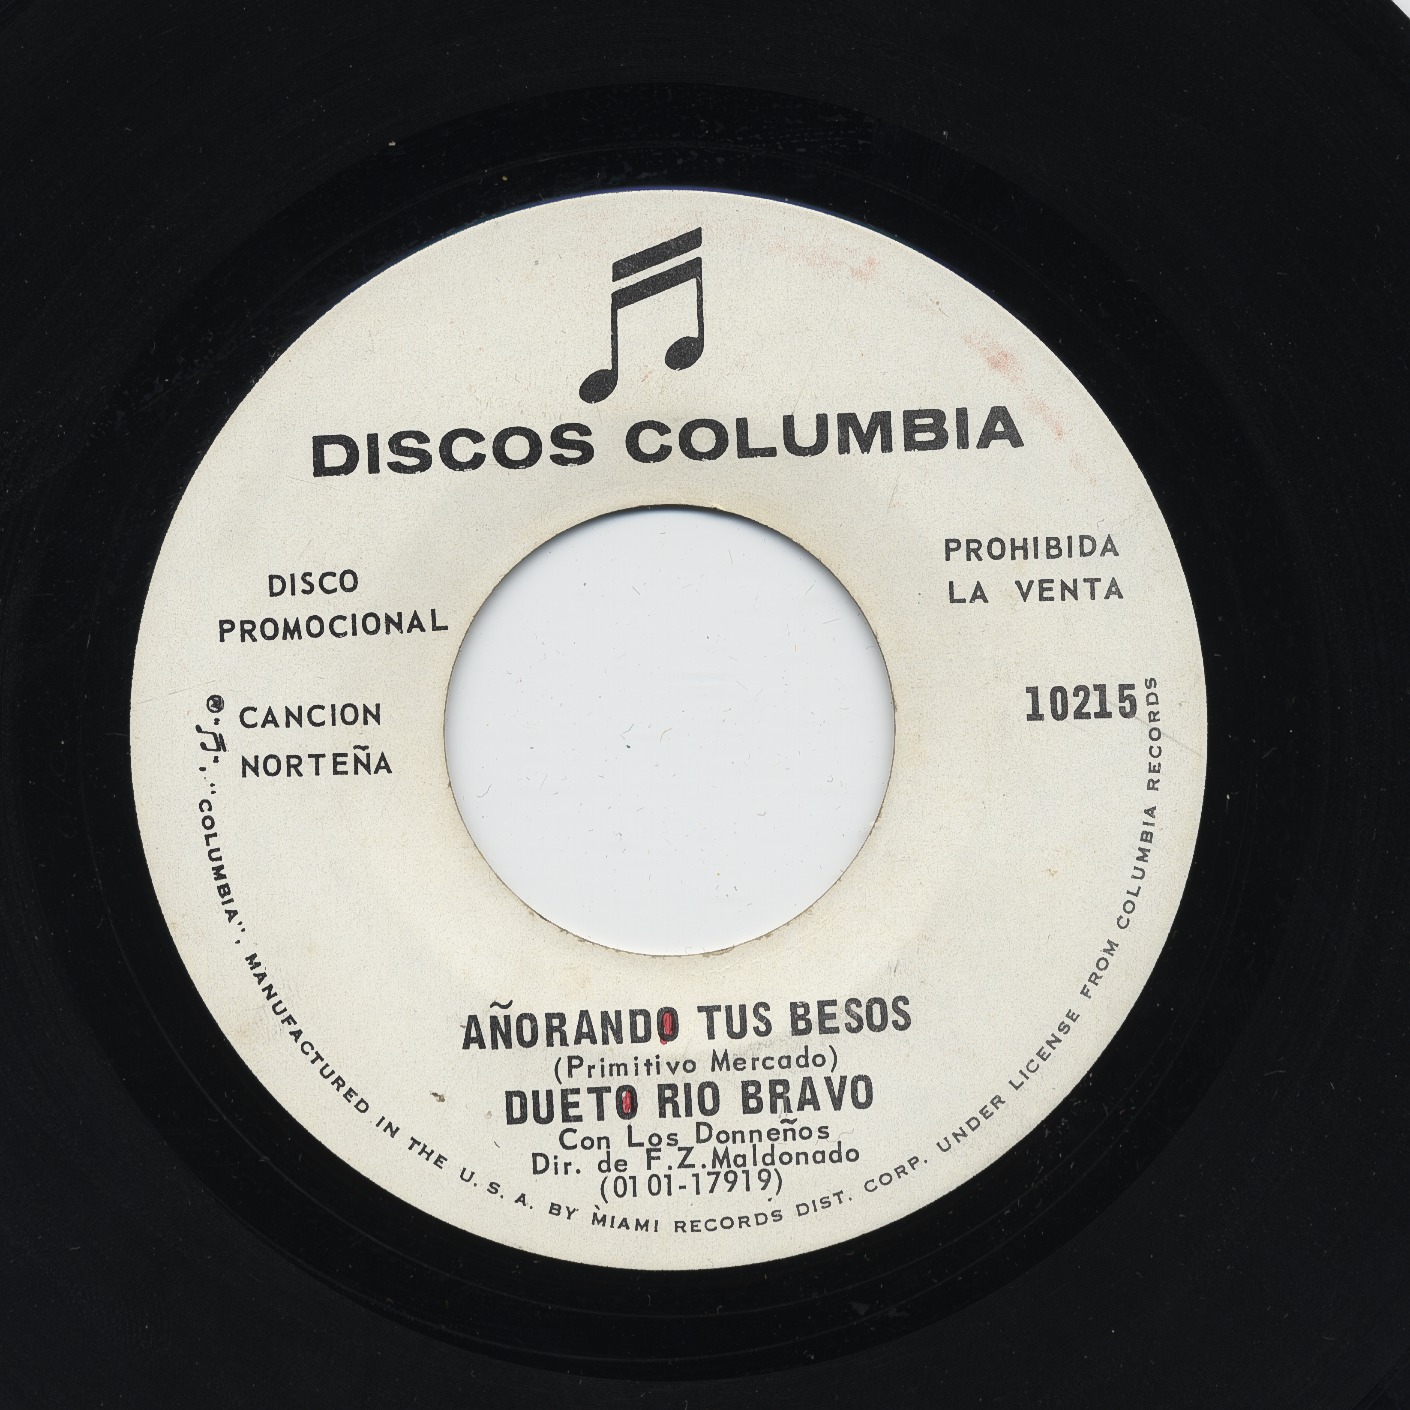 DISCOS COLUMBIA
DISCO
PROMOCIONAL
PROHIBIDA
LA VENTA
CANCION
NORTEÑA
10215
AÑORANDO TUS BESOS
(Primitivo Mercado)
DUETO RIO BRAVO
Con Los Donneños
Dir. de F.Z.Maldonado
(0101-17919)
"COLUMBIA", MANUFACTURED IN THE U. S. A. BY MIAMI RECORDS DIST. CORP. UNDER LICENSE FROM COLUMBIA RECORDS